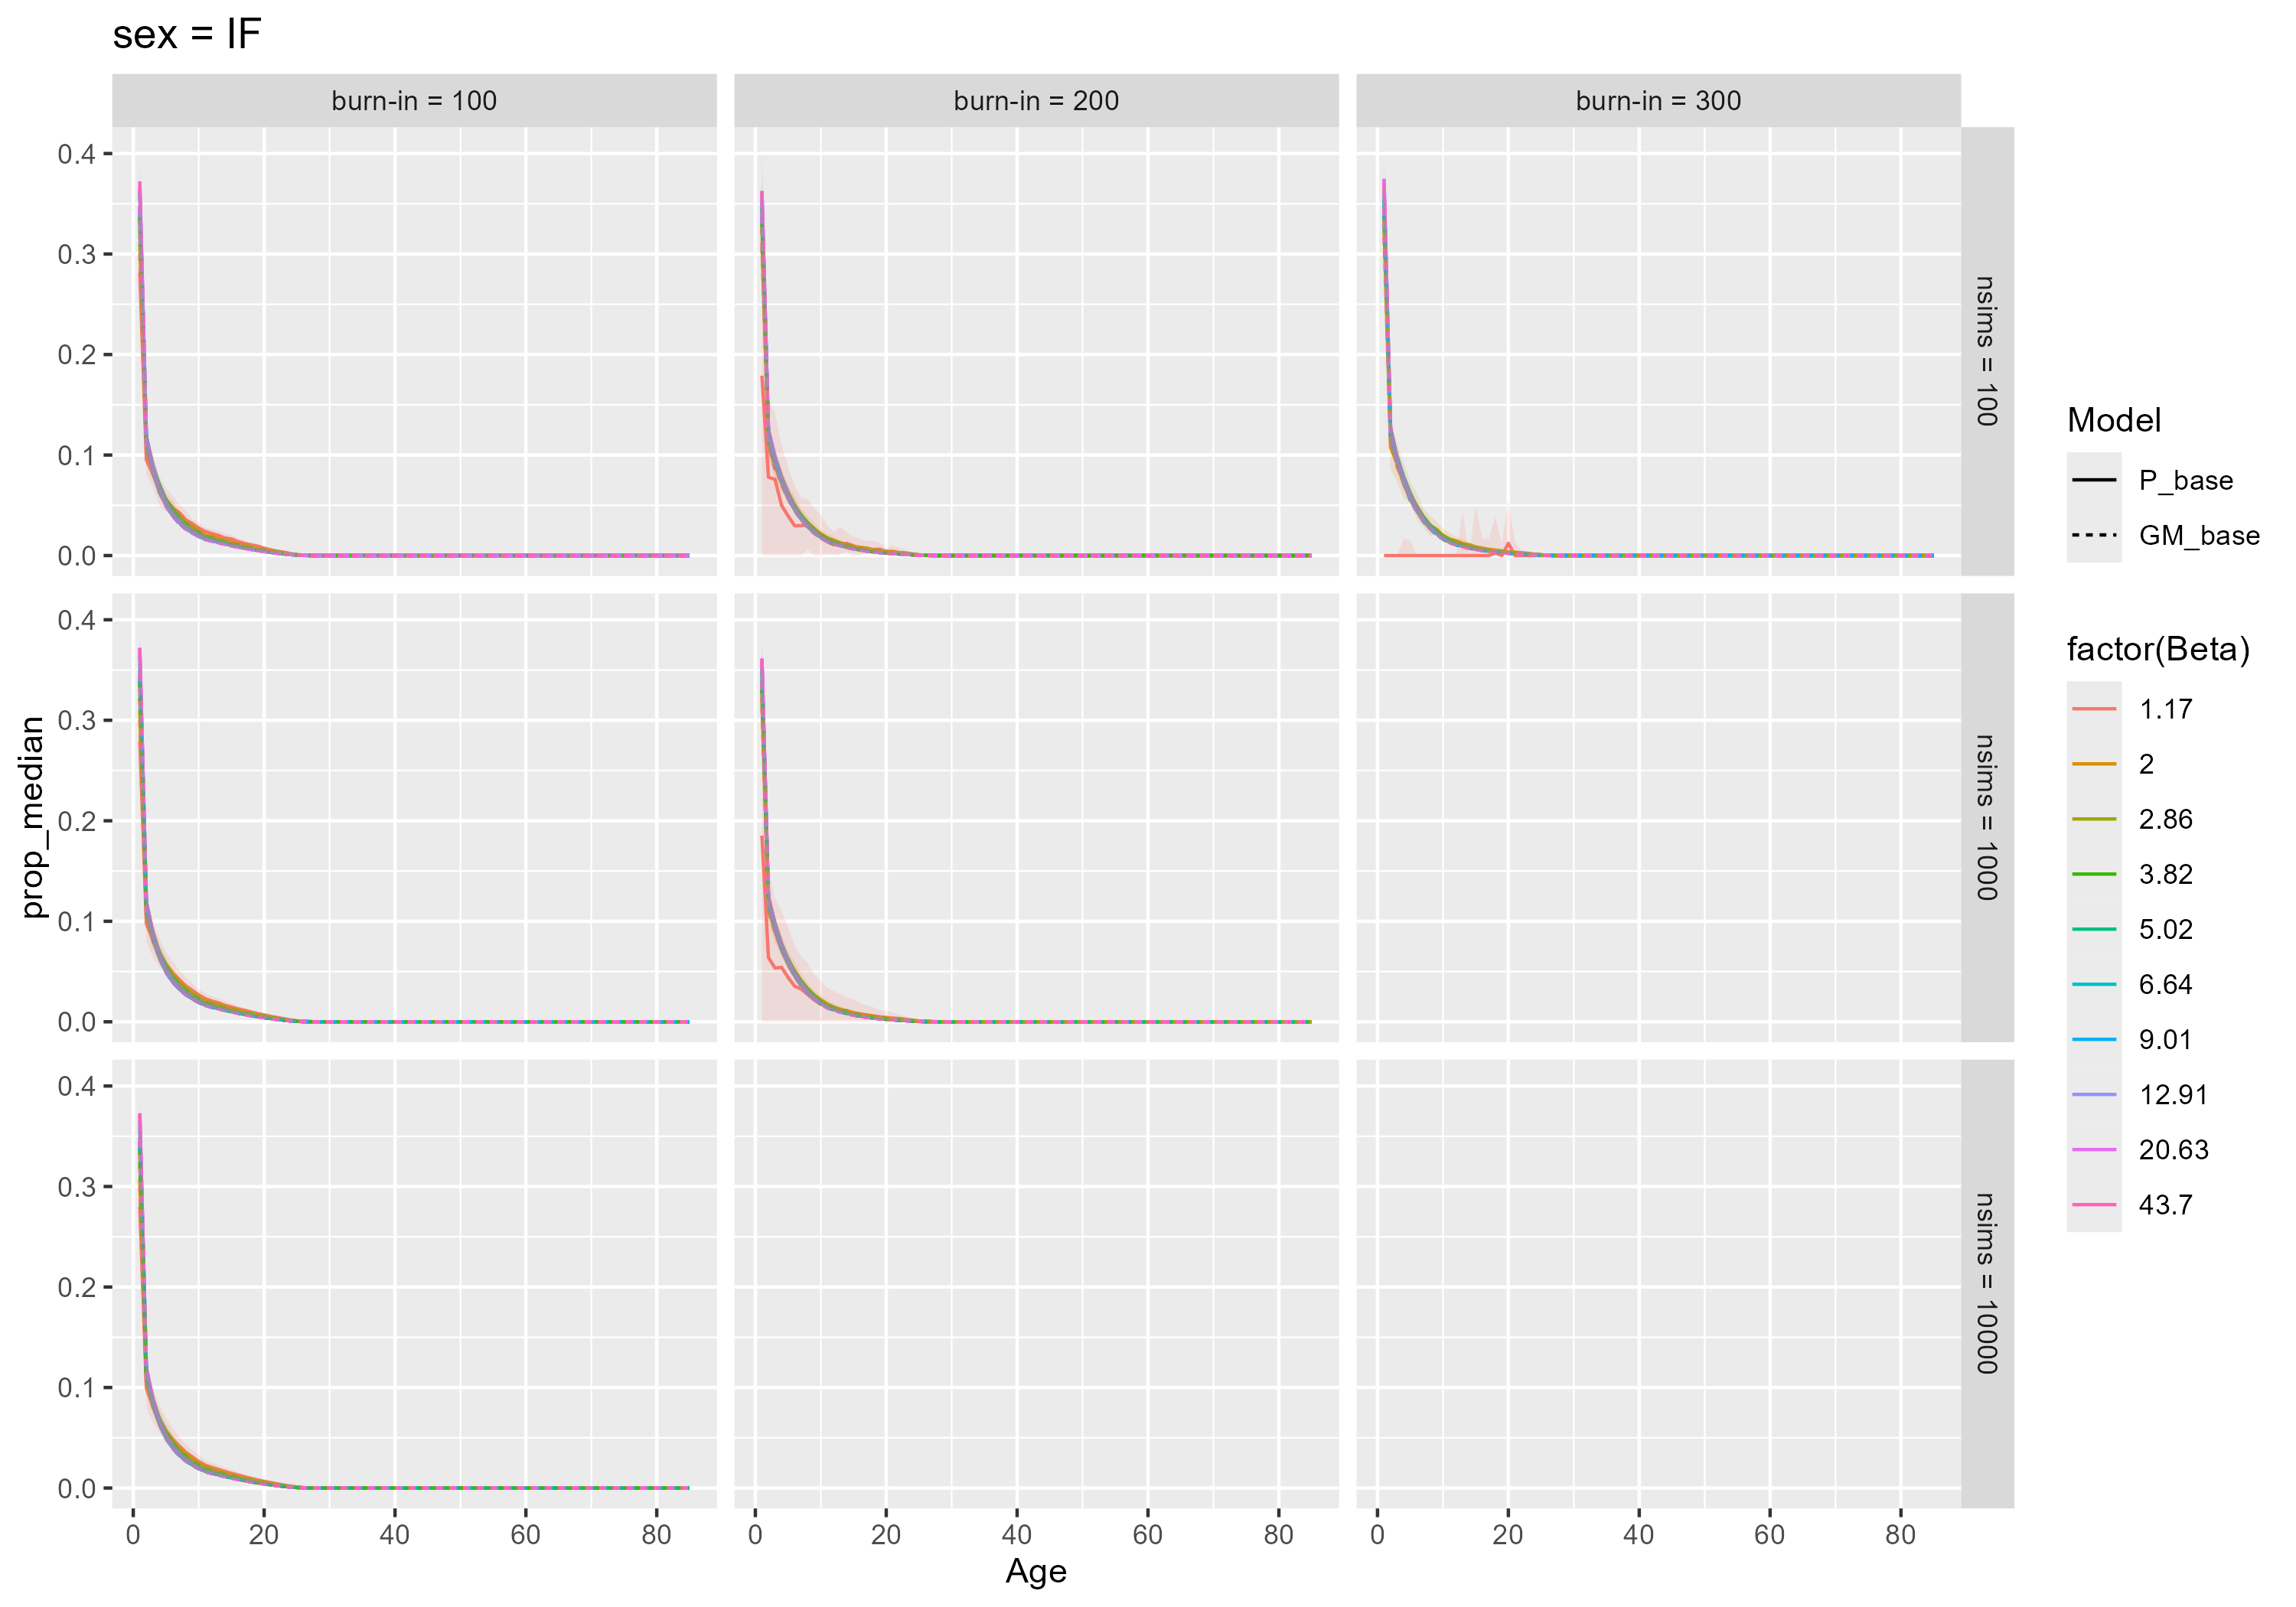 sex = IF
burn-in = 100
burn-in = 200
burn-in = 300
0.4
0.3
0.2
0.1
0.0
nsims = 100
0.4
0.3
0.2
0.1
0.0
nsims = 1000
0.4
0.3
0.2
0.1
0.0
nsims = 10000
prop_median
0 20 40 60 80
0 20 40 60 80
0 20 40 60 80
Age
Model
P_base
GM_base
factor(Beta)
1.17
2
2.86
3.82
5.02
6.64
9.01
12.91
20.63
43.7